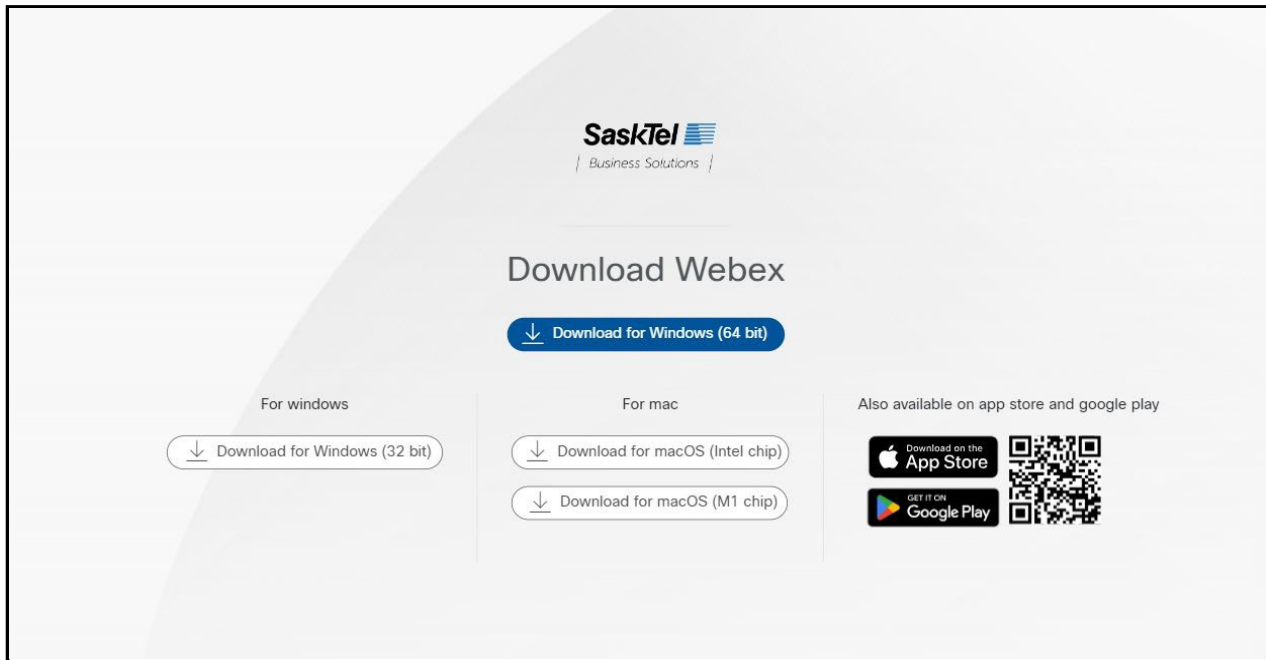 SaskTel
| Business Solutions |
Download Webex
Download for Windows (64 bit)
For windows
Download for Windows (32 bit)
For mac
Download for macOS (Intel chip)
Download for macOS (M1 chip)
Also available on app store and google play
Download on the
App Store
GET IT ON
Google Play